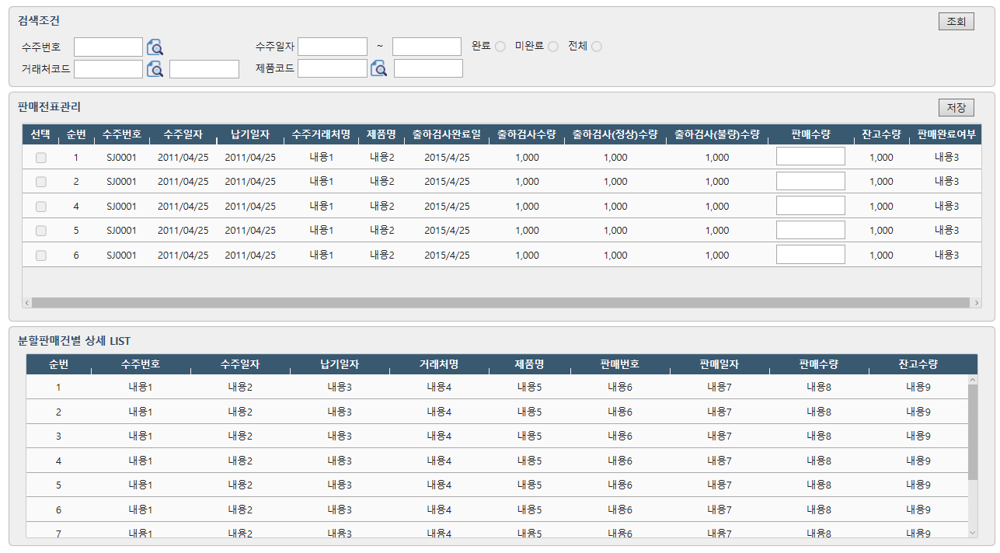 검색조건
조회
수주번호 수주일자 ~ 완료 미완료 전체
거래처코드 제품코드
판매전표관리
저장
선택 순번 수주번호 수주일자 납기일자 수주거래처명 제품명 출하검사완료일 출하검사수량 출하검사(정상)수량 출하검사(불량)수량 판매수량 잔고수량 판매완료여부
1 SJ0001 2011/04/25 2011/04/25 내용1 내용2 2015/4/25 1,000 1,000 1,000 1,000 내용3
2 SJ0001 2011/04/25 2011/04/25 내용1 내용2 2015/4/25 1,000 1,000 1,000 1,000 내용3
4 SJ0001 2011/04/25 2011/04/25 내용1 내용2 2015/4/25 1,000 1,000 1,000 1,000 내용3
5 SJ0001 2011/04/25 2011/04/25 내용1 내용2 2015/4/25 1,000 1,000 1,000 1,000 내용3
6 SJ0001 2011/04/25 2011/04/25 내용1 내용2 2015/4/25 1,000 1,000 1,000 1,000 내용3
분할판매건별 상세 LIST
순번 수주번호 수주일자 납기일자 거래처명 제품명 판매번호 판매일자 판매수량 잔고수량
1 내용1 내용2 내용3 내용4 내용5 내용6 내용7 내용8 내용9
2 내용1 내용2 내용3 내용4 내용5 내용6 내용7 내용8 내용9
3 내용1 내용2 내용3 내용4 내용5 내용6 내용7 내용8 내용9
4 내용1 내용2 내용3 내용4 내용5 내용6 내용7 내용8 내용9
5 내용1 내용2 내용3 내용4 내용5 내용6 내용7 내용8 내용9
6 내용1 내용2 내용3 내용4 내용5 내용6 내용7 내용8 내용9
7 내용1 내용2 내용3 내용4 내용5 내용6 내용7 내용8 내용9